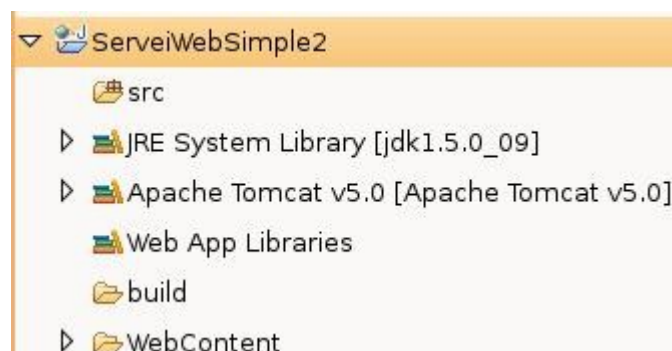 ServeiWebSimple2
src
JRE System Library [jdk1.5.0_09]
Apache Tomcat v5.0 [Apache Tomcat v5.0]
Web App Libraries
build
WebContent